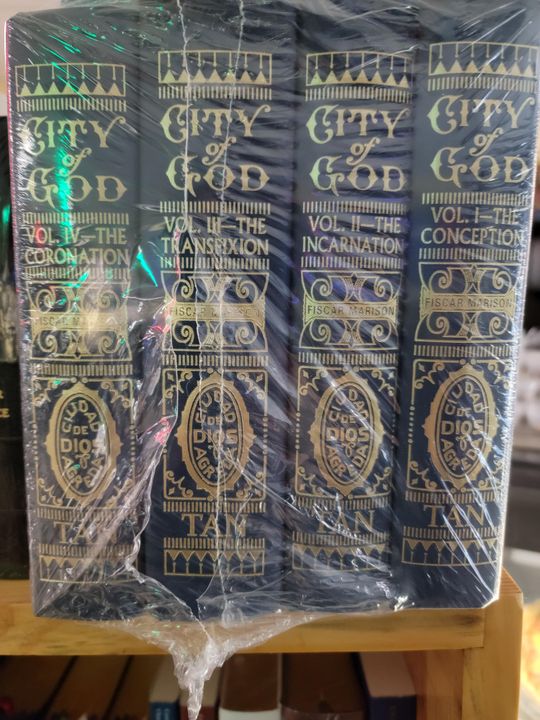 CITY
of
GOD
VOL. IV—THE
CORONATION
FISCAR MARISON
CIUDAD
DE
DIOS
AGREDA
TAN
CITY
of
GOD
VOL. III—THE
TRANSFIXION
FISCAR MARISON
CIUDAD
DE
DIOS
AGREDA
TAN
CITY
of
GOD
VOL. II—THE
INCARNATION
FISCAR MARISON
CIUDAD
DE
DIOS
AGREDA
TAN
CITY
of
GOD
VOL. I—THE
CONCEPTION
FISCAR MARISON
CIUDAD
DE
DIOS
AGREDA
TAN